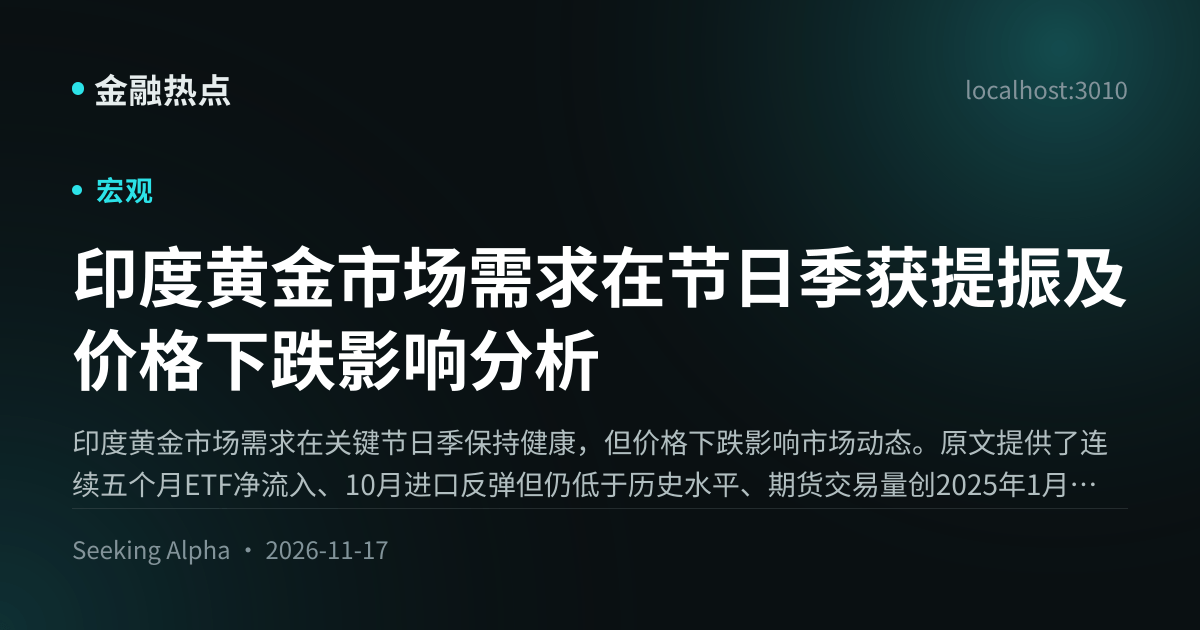 金融热点
localhost:3010
宏观
印度黄金市场需求在节日季获提振及
价格下跌影响分析
印度黄金市场需求在关键节日季保持健康，但价格下跌影响市场动态。原文提供了连
续五个月ETF净流入、10月进口反弹但仍低于历史水平、期货交易量创2025年1月…
Seeking Alpha • 2026-11-17